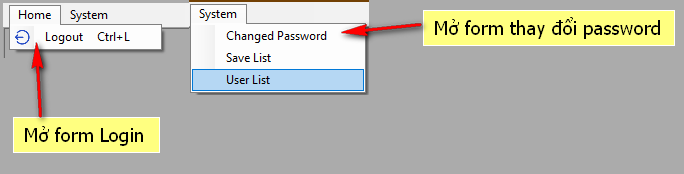 Home System
Logout Ctrl+L
System
Changed Password
Save List
User List
Mở form thay đổi password
Mở form Login